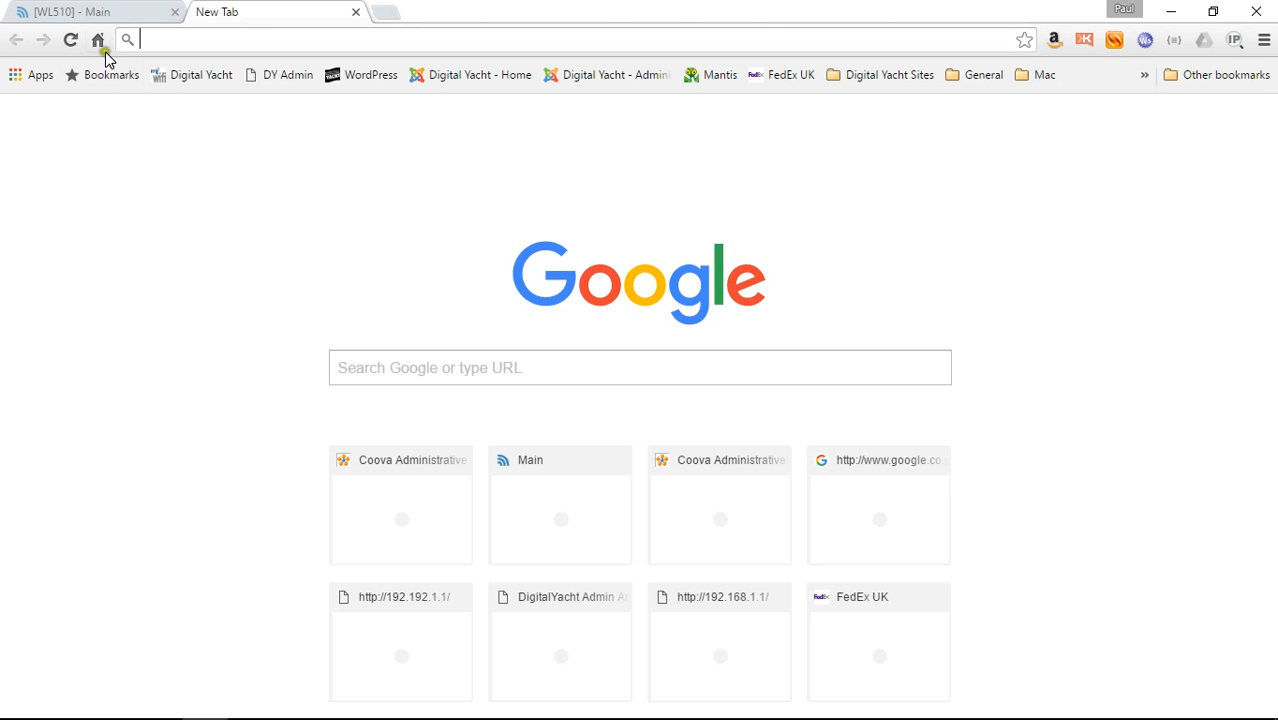 [WL510] - Main
New Tab
Paul
Apps
Bookmarks
Digital Yacht
DY Admin
WordPress
Digital Yacht - Home
Digital Yacht - Admini
Mantis
FedEx UK
Digital Yacht Sites
General
Mac
»
Other bookmarks
Google
Search Google or type URL
Coova Administrative
Main
Coova Administrative
http://www.google.co.
http://192.192.1.1/
DigitalYacht Admin A
http://192.168.1.1/
FedEx UK